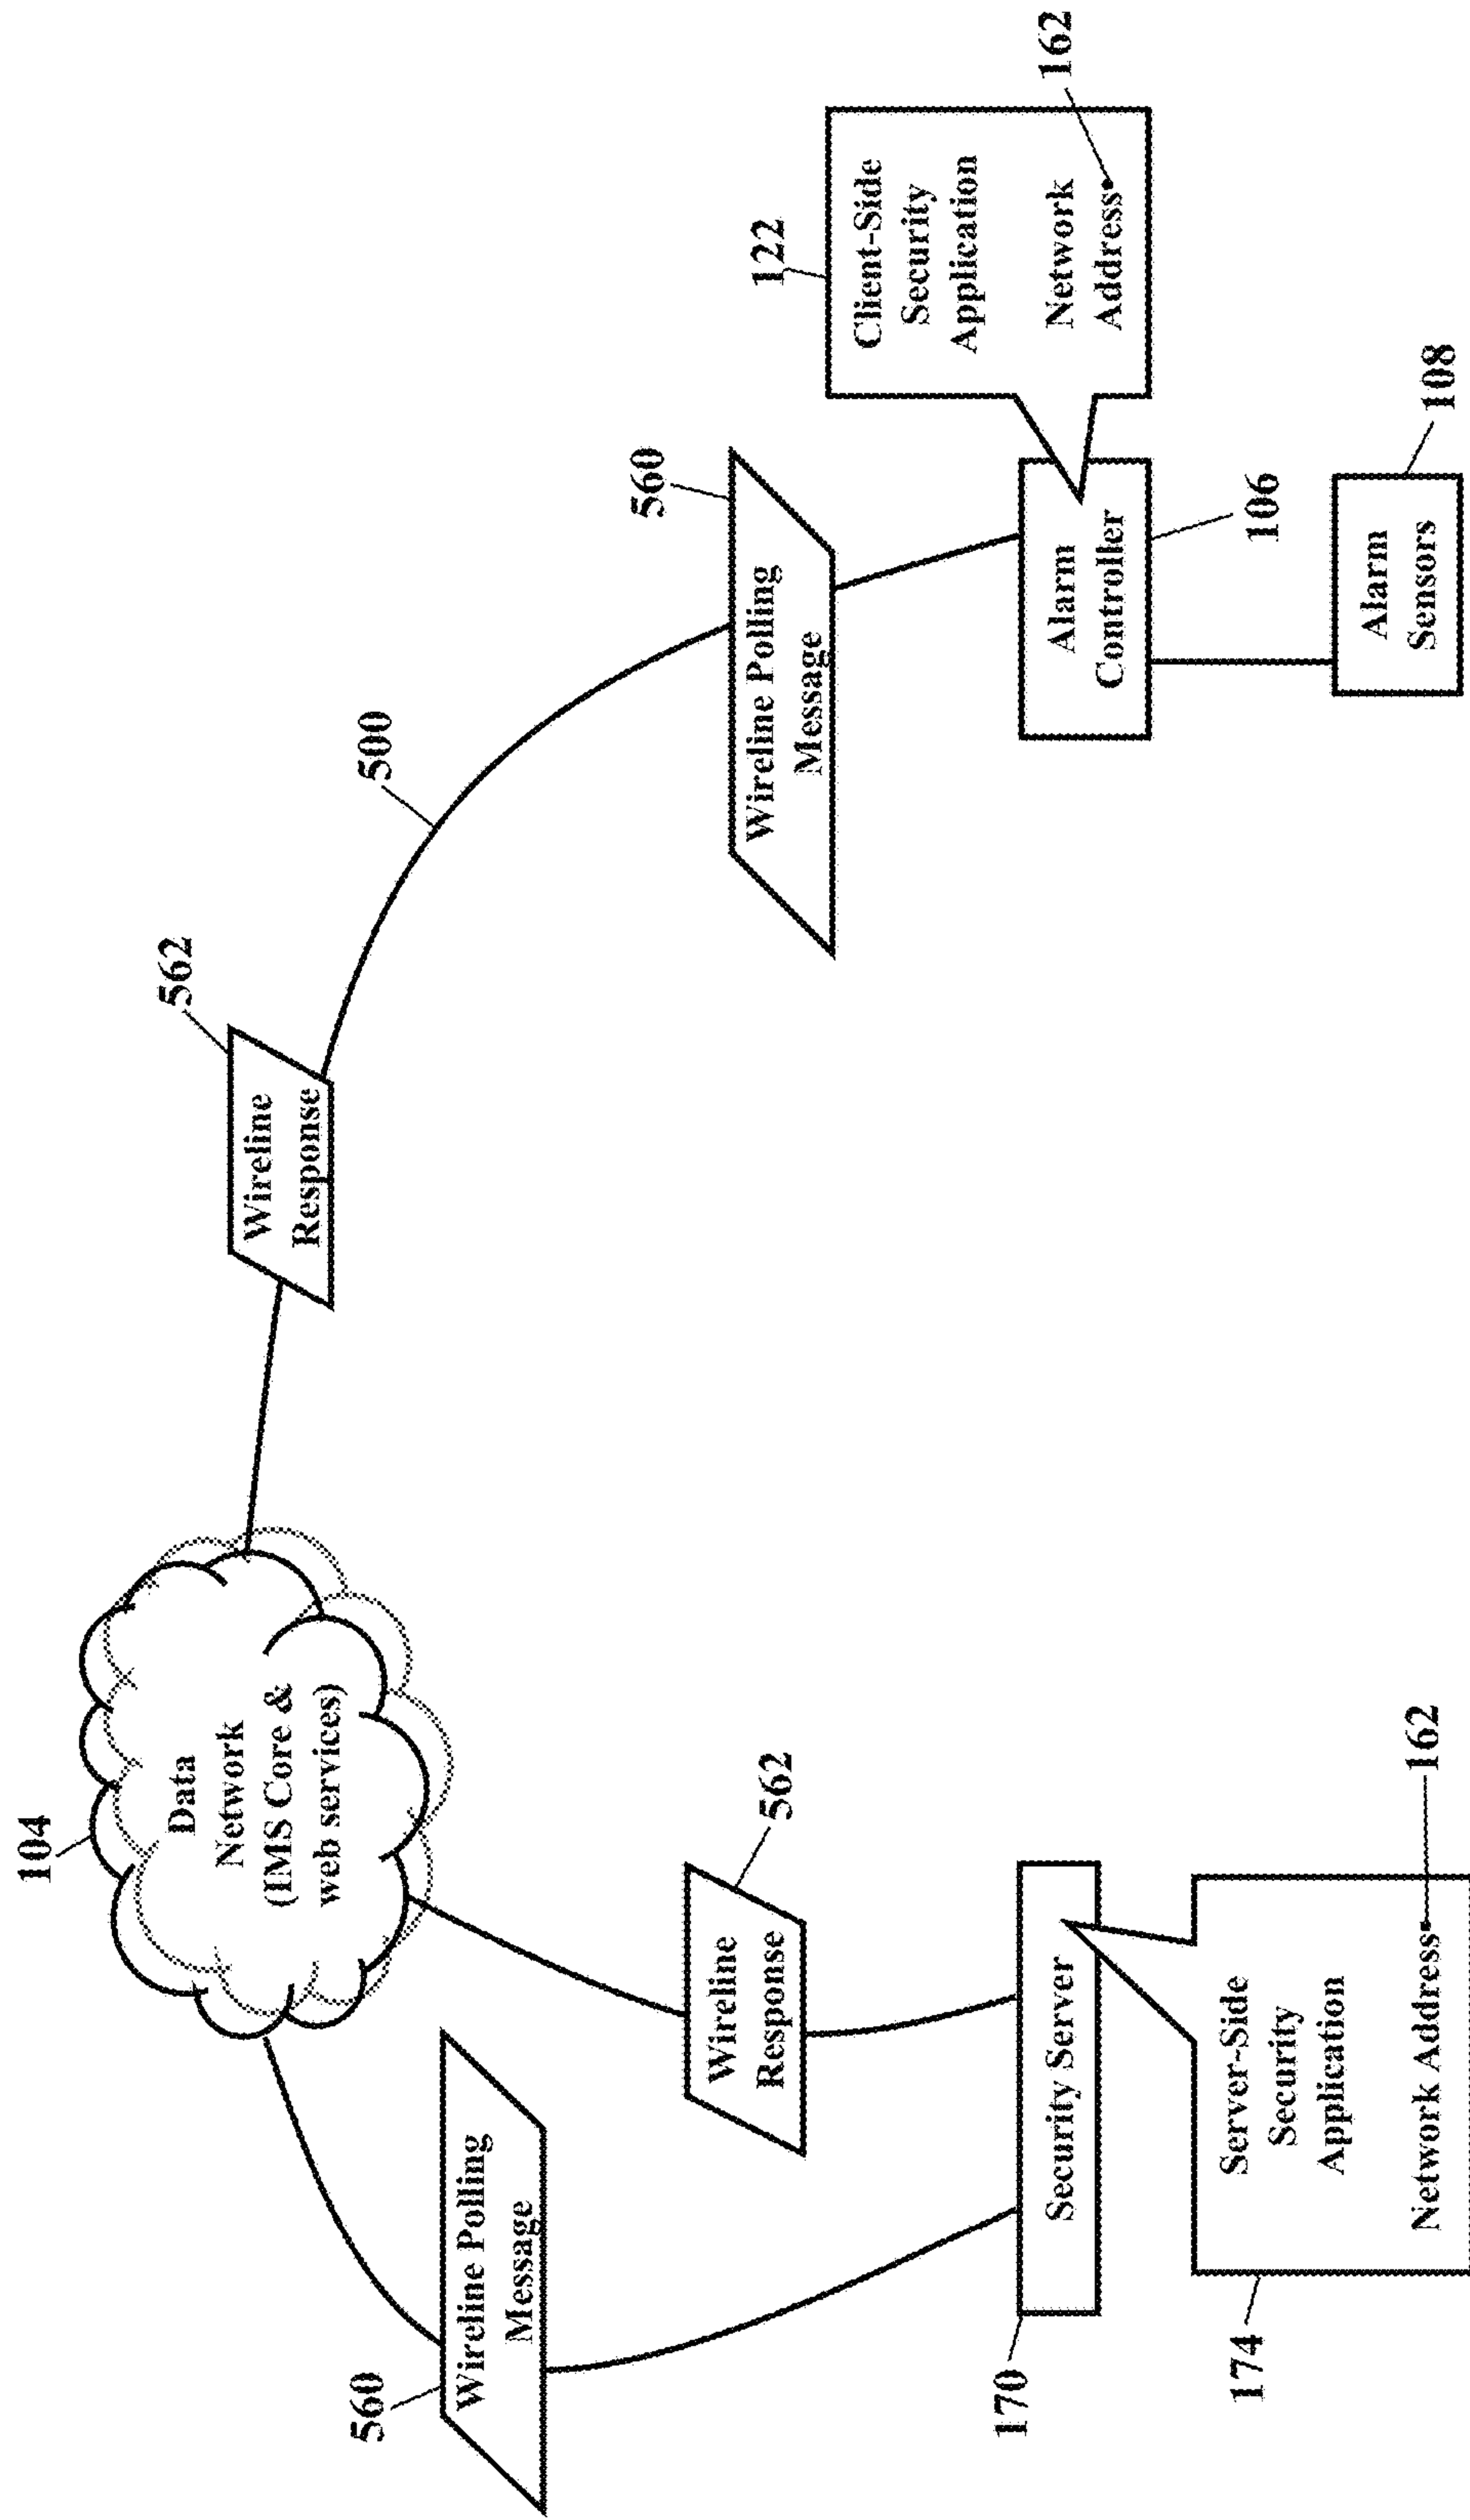 104
Data
Network
(IMS Core &
web services)
562
Wireline
Response
500
560
Wireline Polling
Message
122
Client-Side
Security
Application
Network
Address
162
Alarm
Controller
106
Alarm
Sensors
108
560
Wireline Polling
Message
Wireline
Response
562
170
Security Server
174
Server-Side
Security
Application
Network Address
162